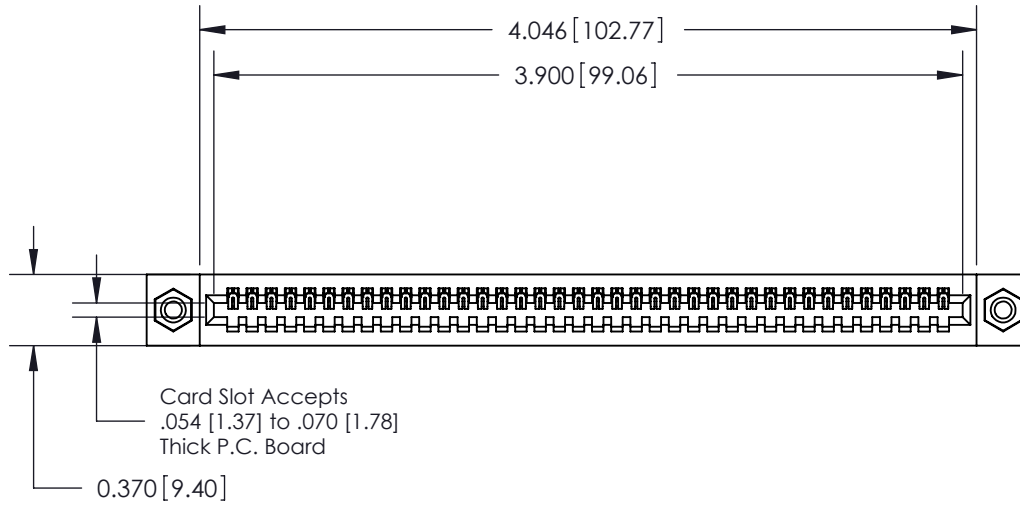 4.046[102.77]
3.900[99.06]
Card Slot Accepts
.054 [1.37] to .070 [1.78]
Thick P.C. Board
0.370[9.40]